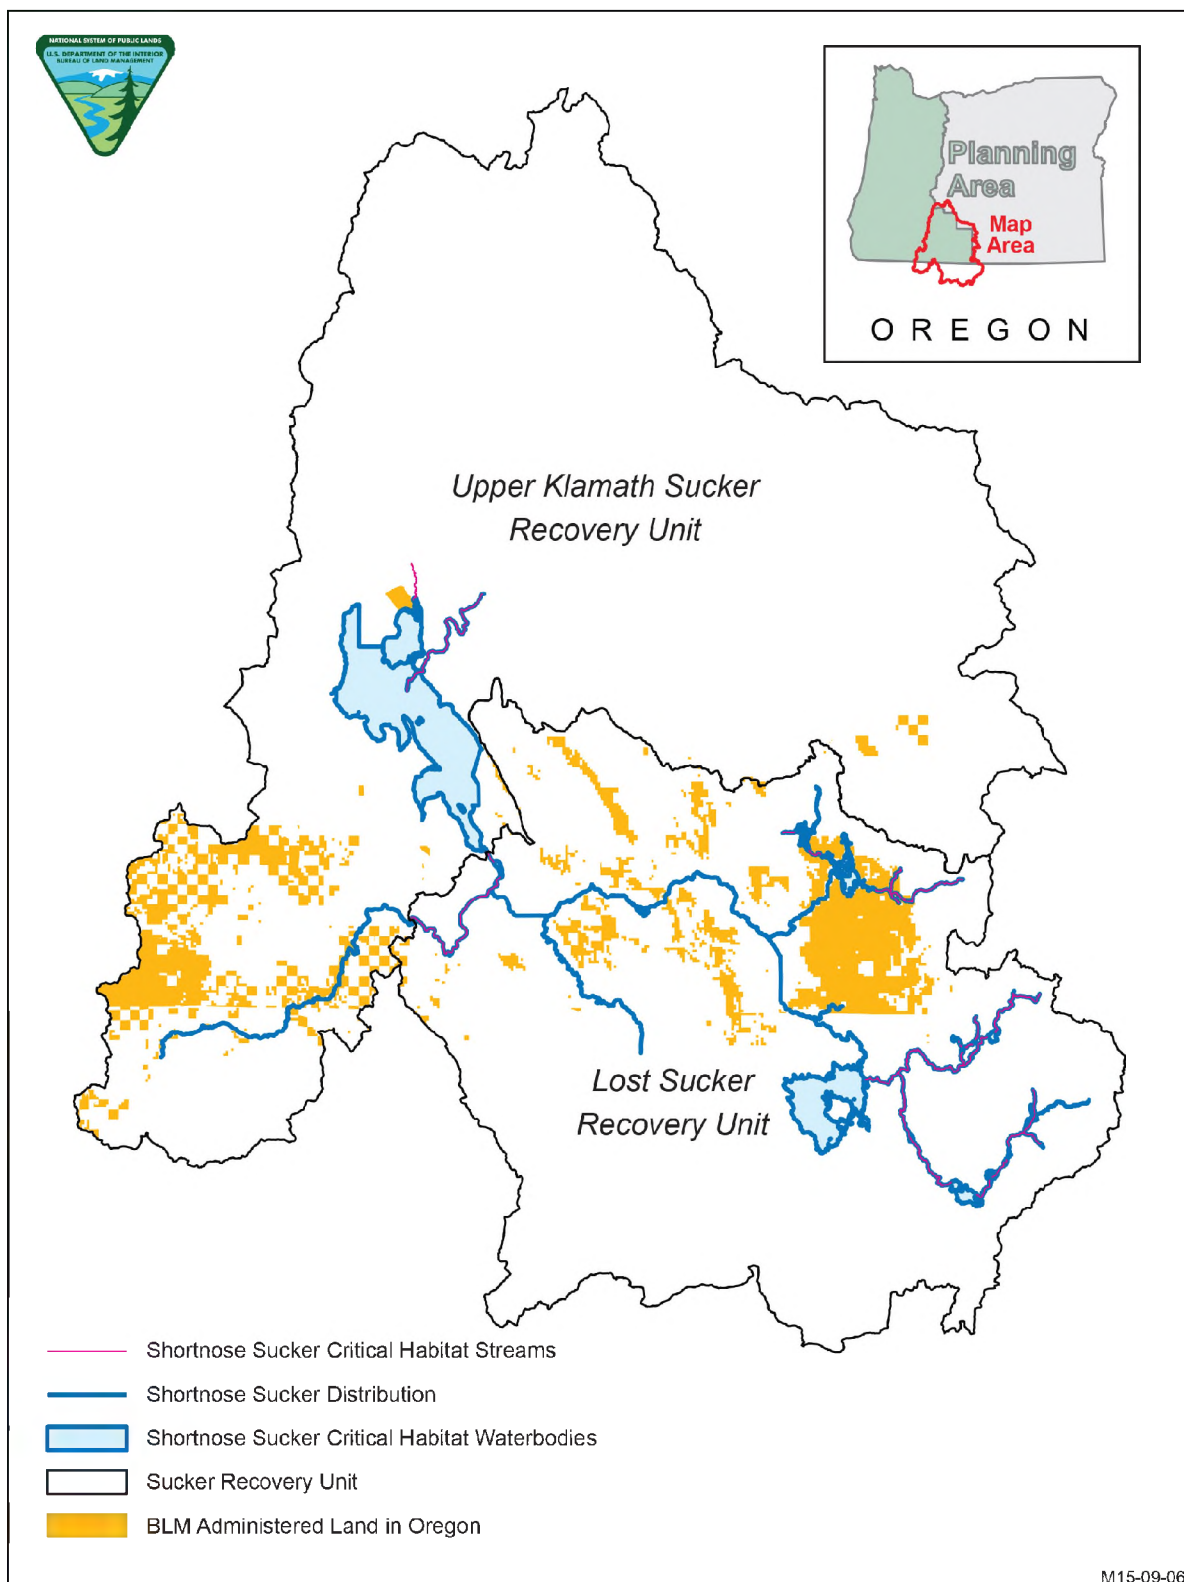 NATIONAL SYSTEM OF PUBLIC LANDS
U.S. DEPARTMENT OF THE INTERIOR
BUREAU OF LAND MANAGEMENT
Planning
Area
Map
Area
OREGON
Upper Klamath Sucker
Recovery Unit
Lost Sucker
Recovery Unit
Shortnose Sucker Critical Habitat Streams
Shortnose Sucker Distribution
Shortnose Sucker Critical Habitat Waterbodies
Sucker Recovery Unit
BLM Administered Land in Oregon
M15-09-06